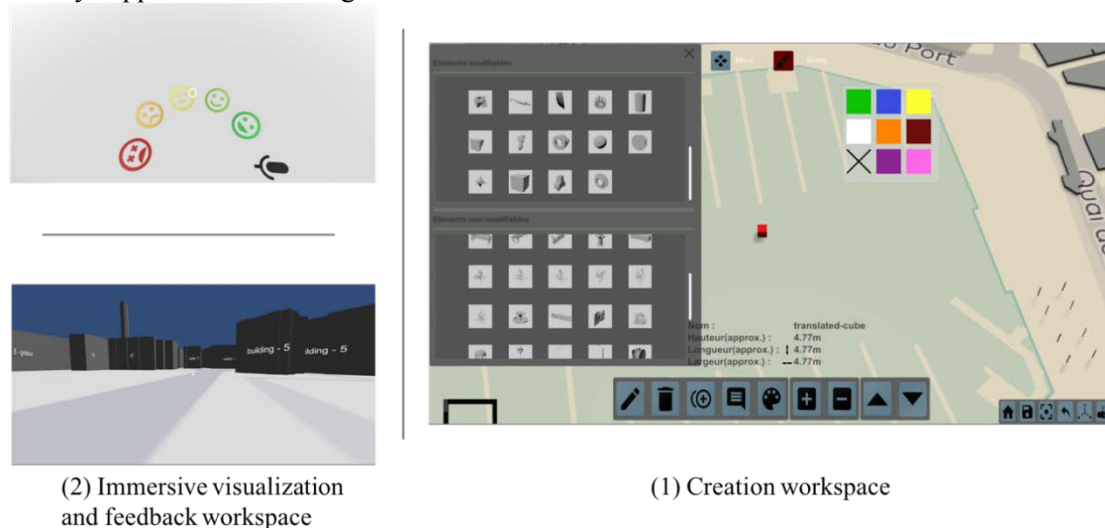 Elements modifiables
Elements non-modifiables
Move
Modify
Port
Quai de
Nom : translated-cube
Hauteur(approx.) : 4.77m
Longueur(approx.) : 4.77m
Largeur(approx.) : 4.77m
building - 5
ilding - 5
(2) Immersive visualization
and feedback workspace
(1) Creation workspace